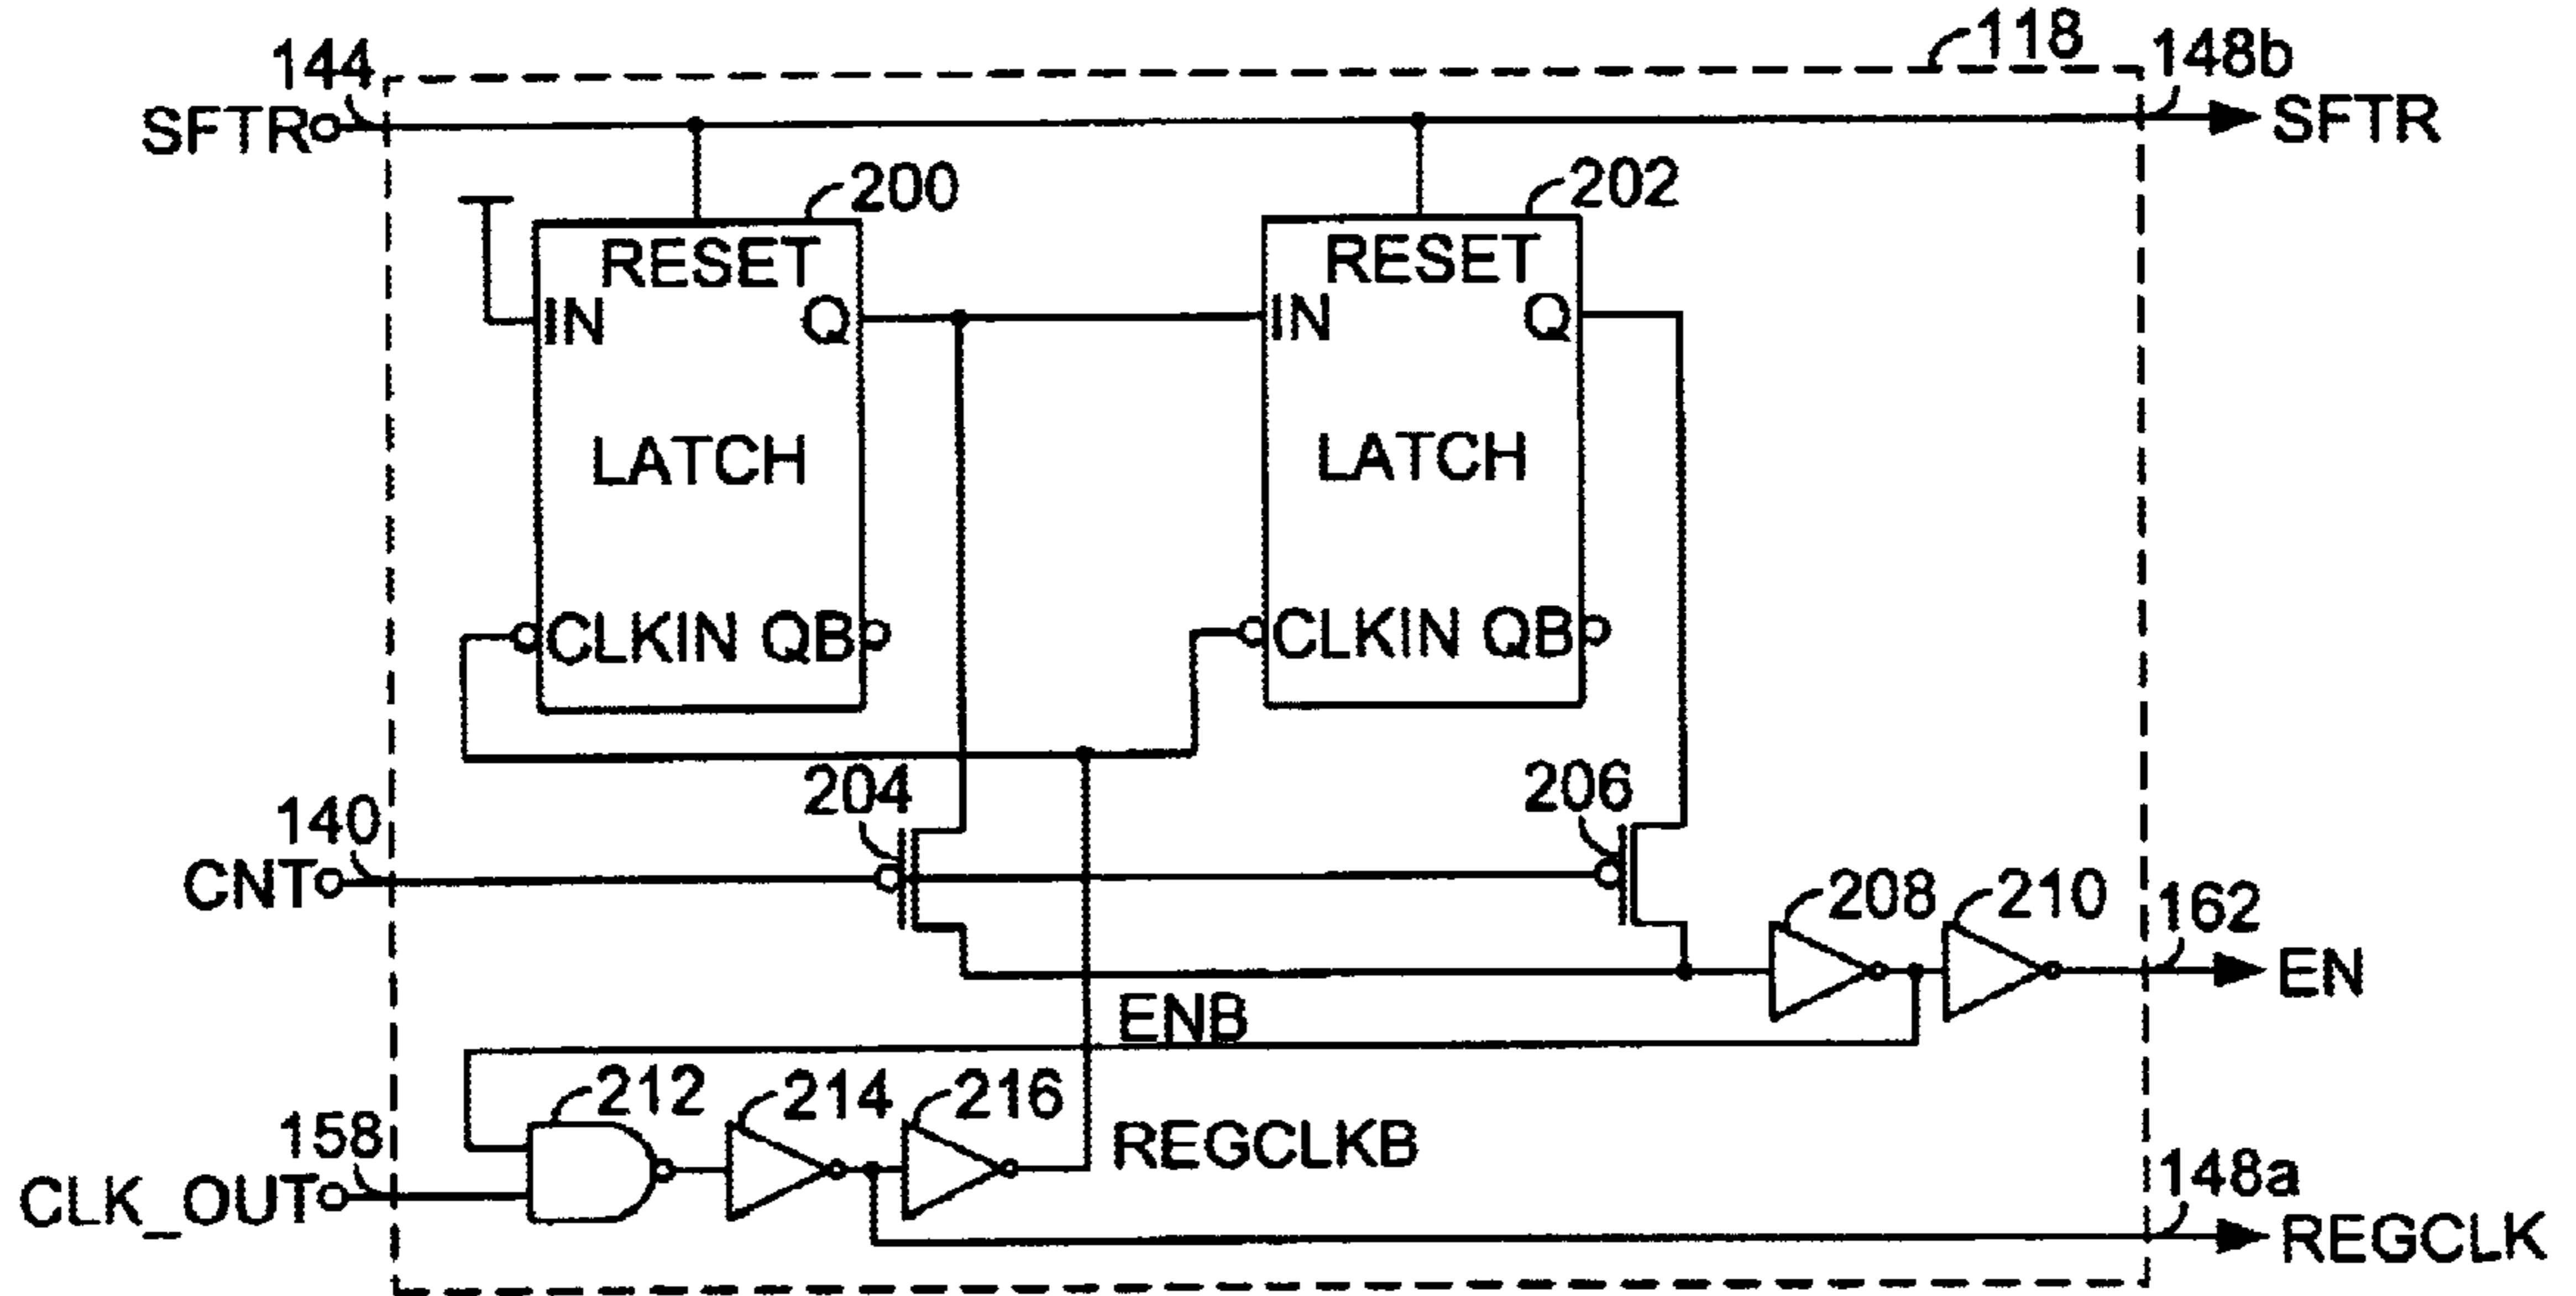 118
144
148b
SFTR
SFTR
200
202
RESET
RESET
IN
Q
IN
Q
LATCH
LATCH
CLKIN QB
CLKIN QB
204
206
140
CNT
208
210
162
EN
ENB
212
214
216
158
REGCLKB
148a
CLK_OUT
REGCLK